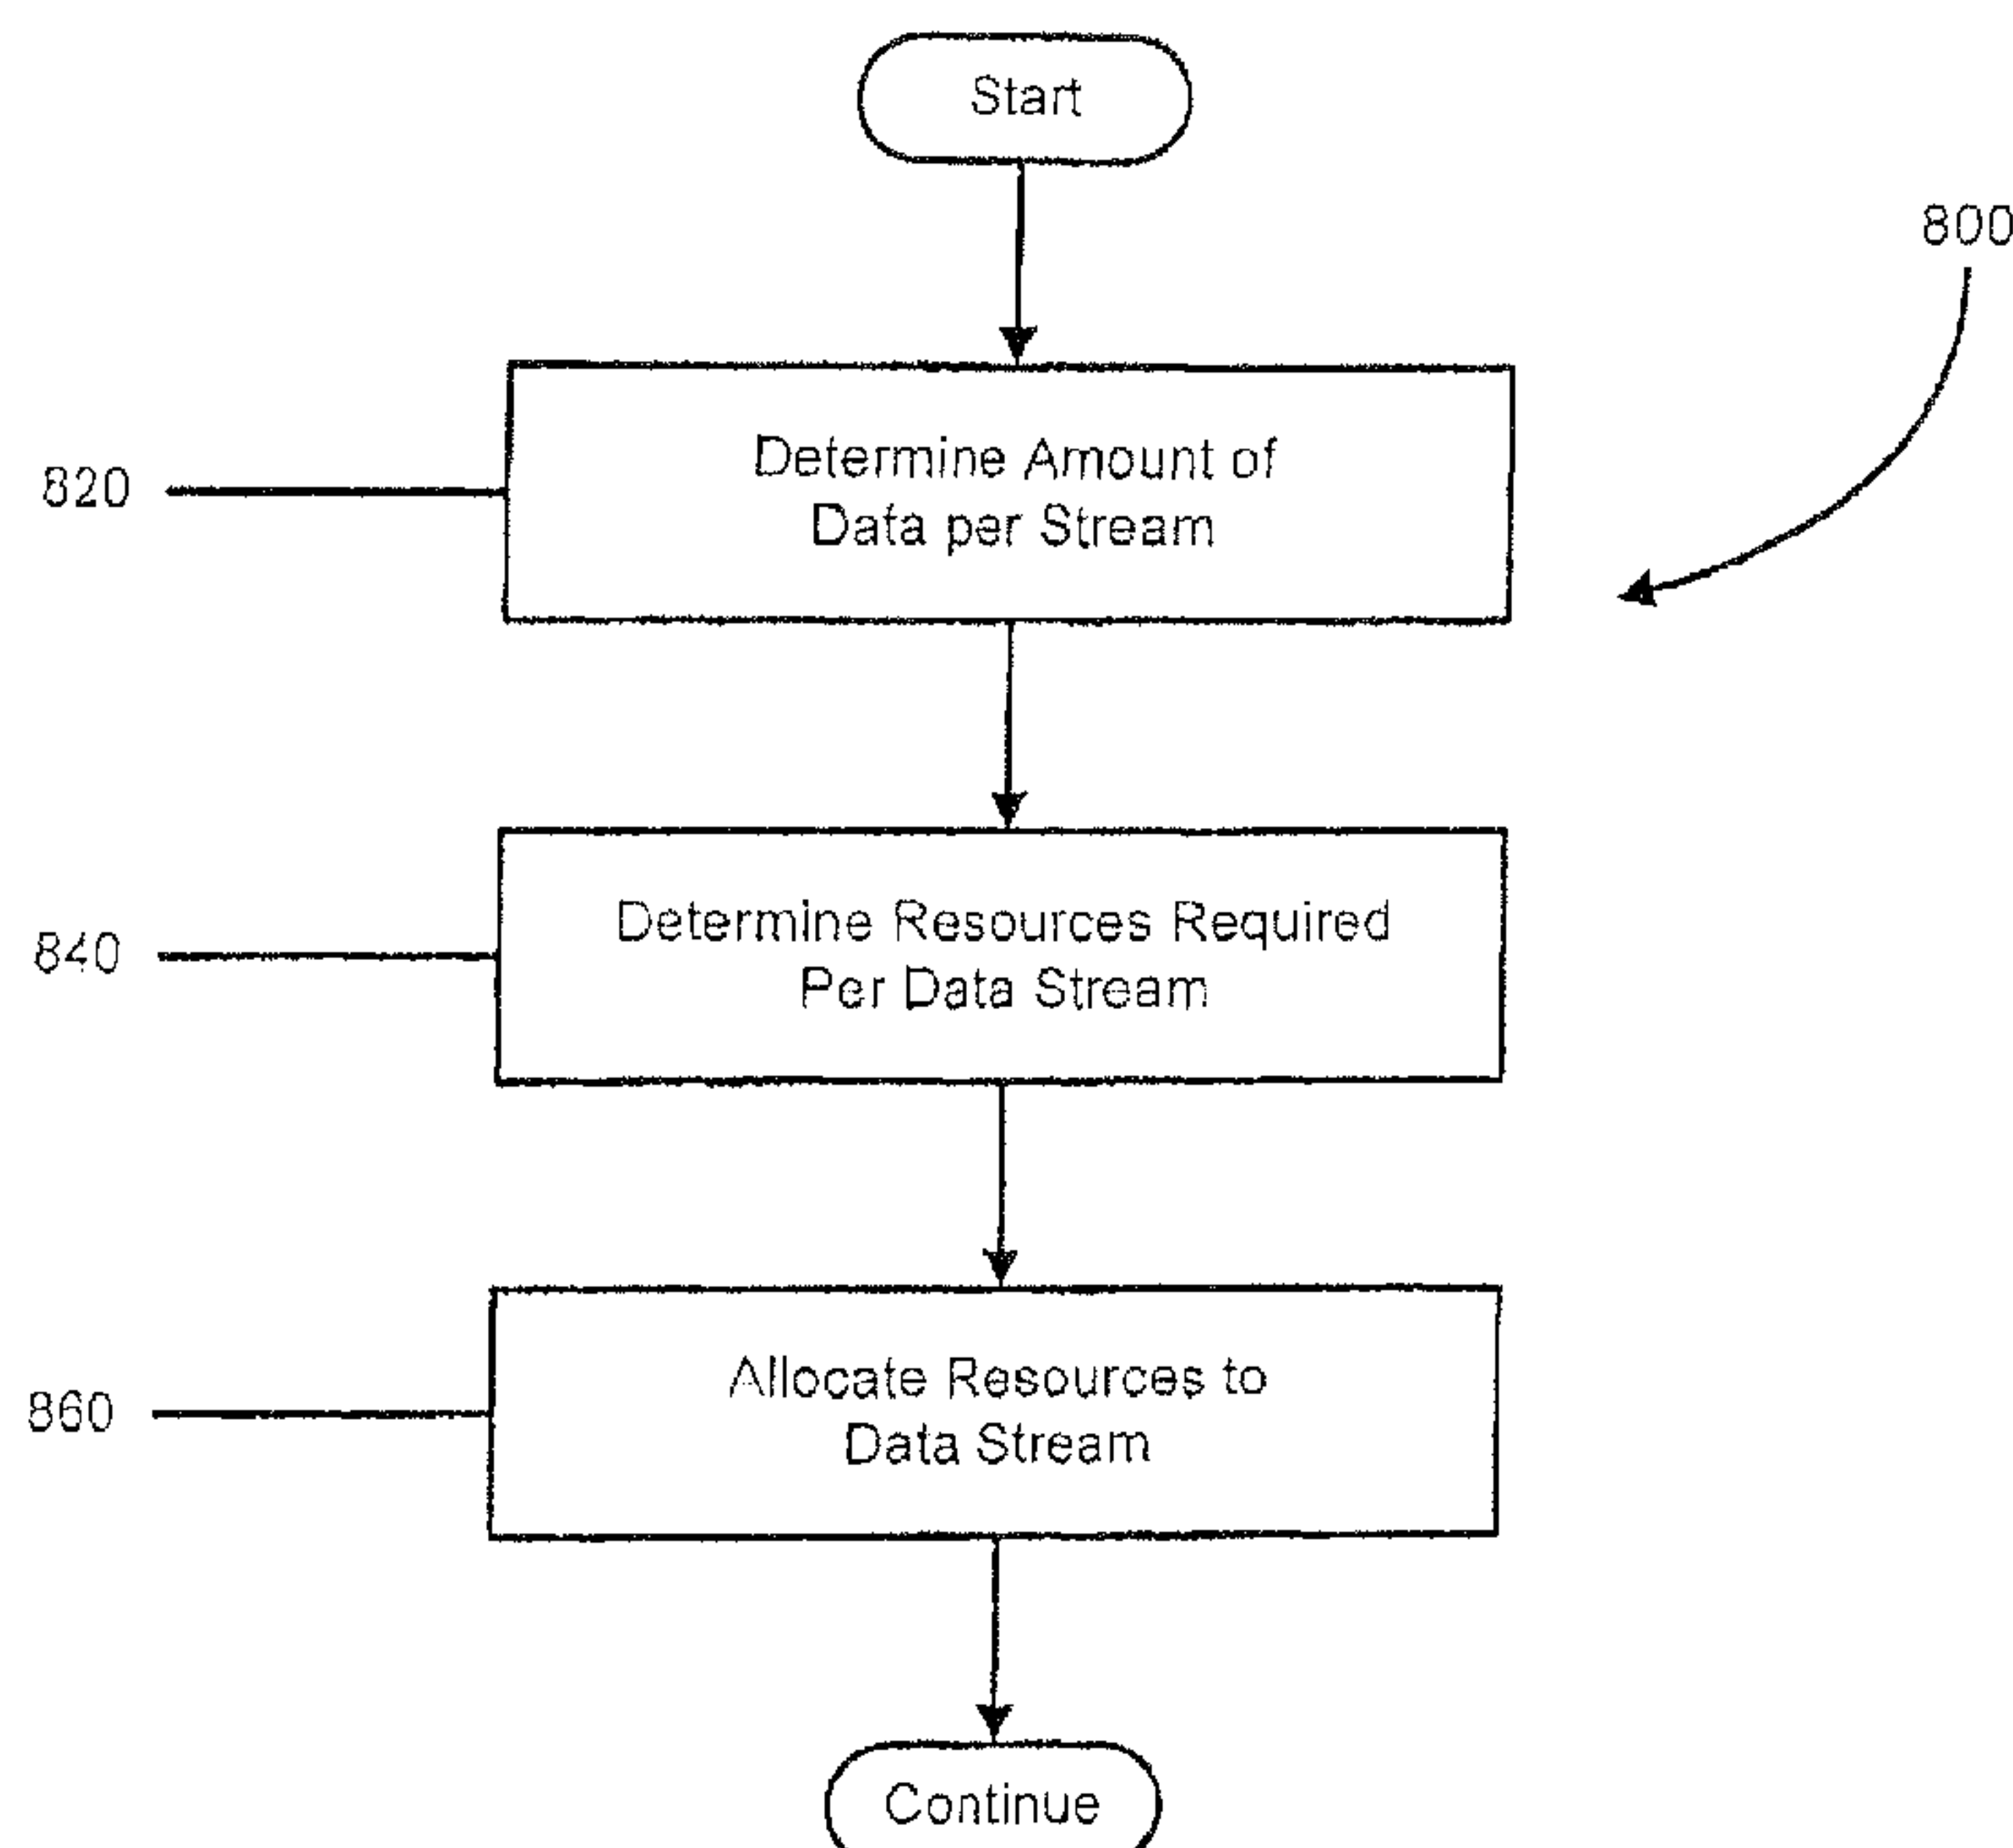 Start
800
820
Determine Amount of
Data per Stream
840
Determine Resources Required
Per Data Stream
860
Allocate Resources to
Data Stream
Continue